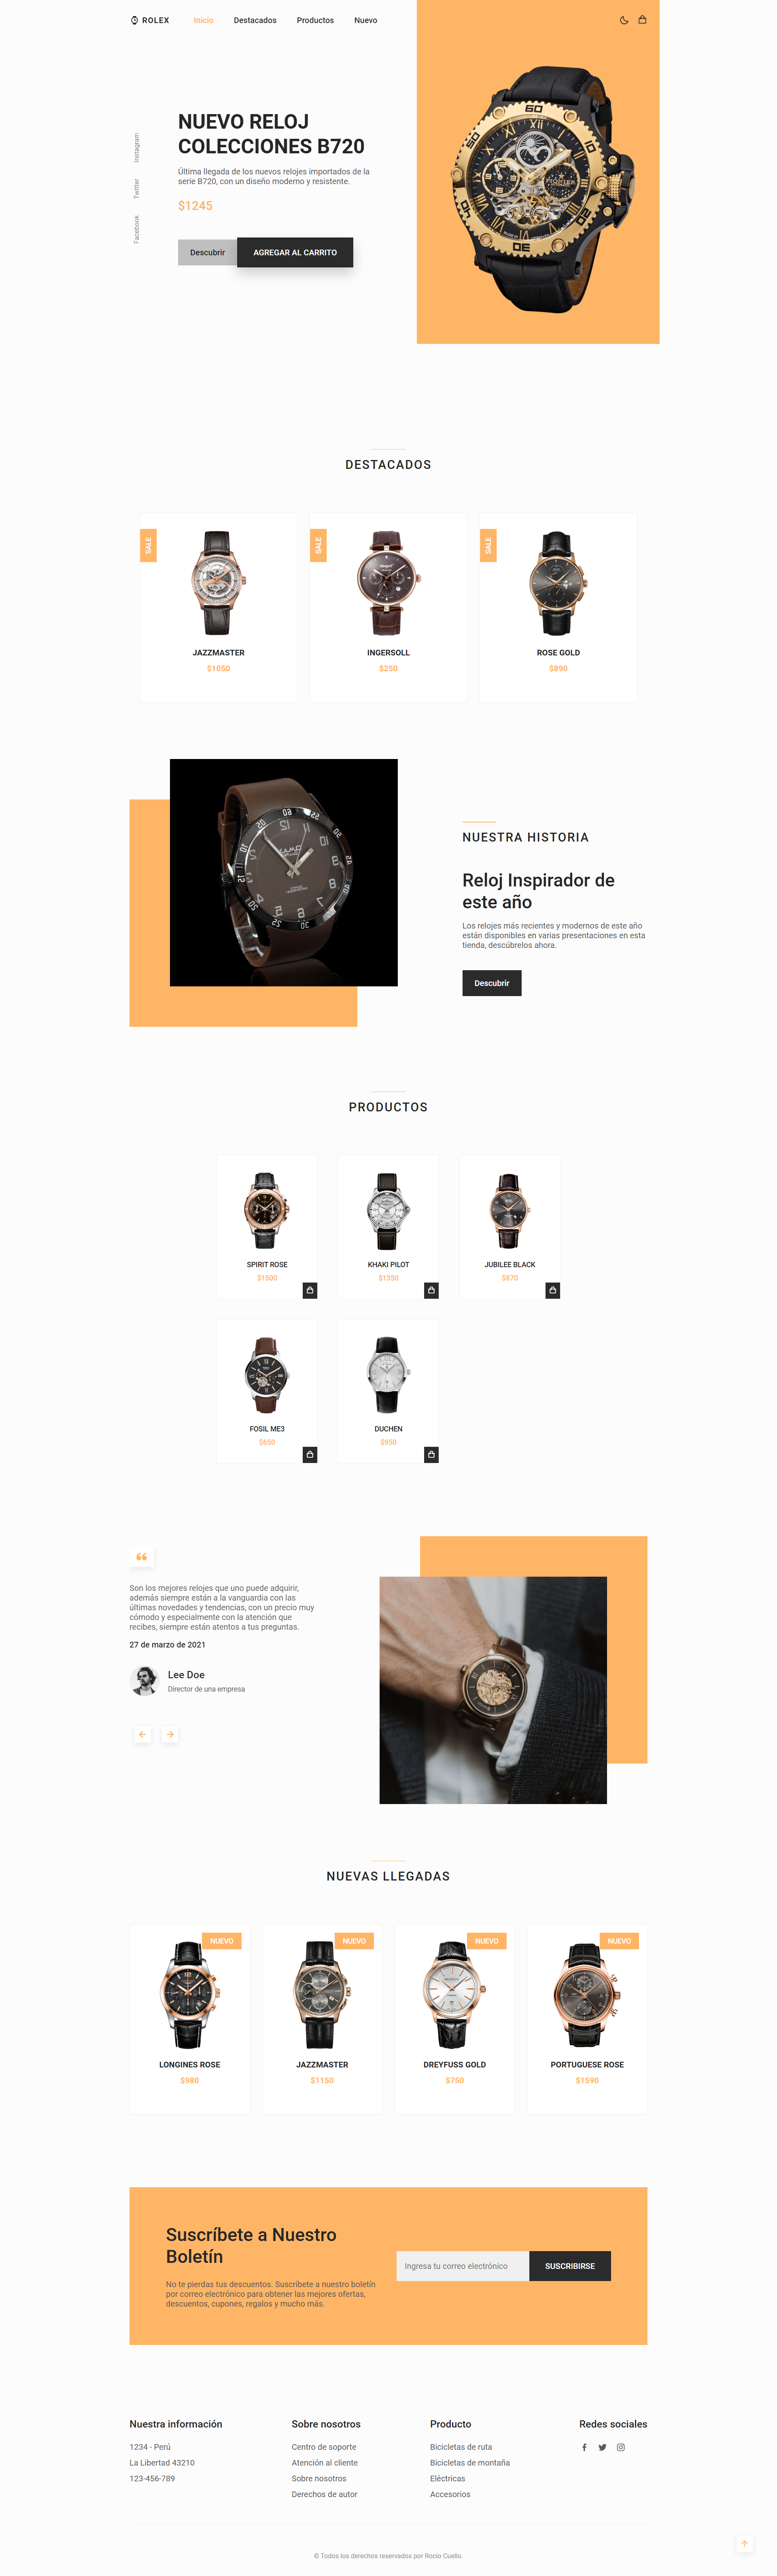 ROLEX
Inicio
Destacados
Productos
Nuevo
Instagram
Twitter
Facebook
NUEVO RELOJ
COLECCIONES B720
Última llegada de los nuevos relojes importados de la
serie B720, con un diseño moderno y resistente.
$1245
Descubrir
AGREGAR AL CARRITO
60
DESTACADOS
SALE
JAZZMASTER
$1050
SALE
INGERSOLL
$250
SALE
ROSE GOLD
$890
NUESTRA HISTORIA
Reloj Inspirador de
este año
Los relojes más recientes y modernos de este año
están disponibles en varias presentaciones en esta
tienda, descúbrelos ahora.
Descubrir
PRODUCTOS
SPIRIT ROSE
$1500
KHAKI PILOT
$1350
JUBILEE BLACK
$870
FOSIL ME3
$650
DUCHEN
$950
Son los mejores relojes que uno puede adquirir,
además siempre están a la vanguardia con las
últimas novedades y tendencias, con un precio muy
cómodo y especialmente con la atención que
recibes, siempre están atentos a tus preguntas.
27 de marzo de 2021
Lee Doe
Director de una empresa
NUEVAS LLEGADAS
NUEVO
LONGINES ROSE
$980
NUEVO
JAZZMASTER
$1150
NUEVO
DREYFUSS GOLD
$750
NUEVO
PORTUGUESE ROSE
$1590
Suscríbete a Nuestro
Boletín
No te pierdas tus descuentos. Suscríbete a nuestro boletín
por correo electrónico para obtener las mejores ofertas,
descuentos, cupones, regalos y mucho más.
Ingresa tu correo electrónico
SUSCRIBIRSE
Nuestra información
1234 - Perú
La Libertad 43210
123-456-789
Sobre nosotros
Centro de soporte
Atención al cliente
Sobre nosotros
Derechos de autor
Producto
Bicicletas de ruta
Bicicletas de montaña
Eléctricas
Accesorios
Redes sociales
© Todos los derechos reservados por Rocio Cuello.